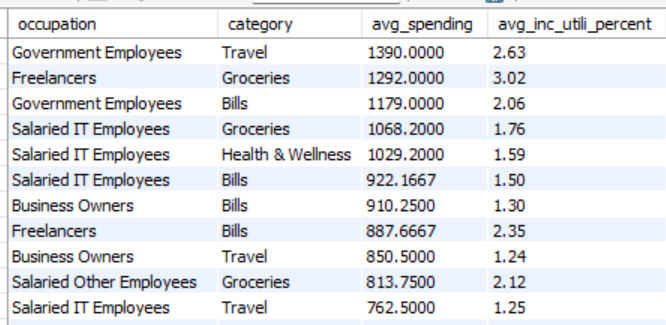 occupation category avg_spending avg_inc_utili_percent
Government Employees Travel 1390.0000 2.63
Freelancers Groceries 1292.0000 3.02
Government Employees Bills 1179.0000 2.06
Salaried IT Employees Groceries 1068.2000 1.76
Salaried IT Employees Health & Wellness 1029.2000 1.59
Salaried IT Employees Bills 922.1667 1.50
Business Owners Bills 910.2500 1.30
Freelancers Bills 887.6667 2.35
Business Owners Travel 850.5000 1.24
Salaried Other Employees Groceries 813.7500 2.12
Salaried IT Employees Travel 762.5000 1.25